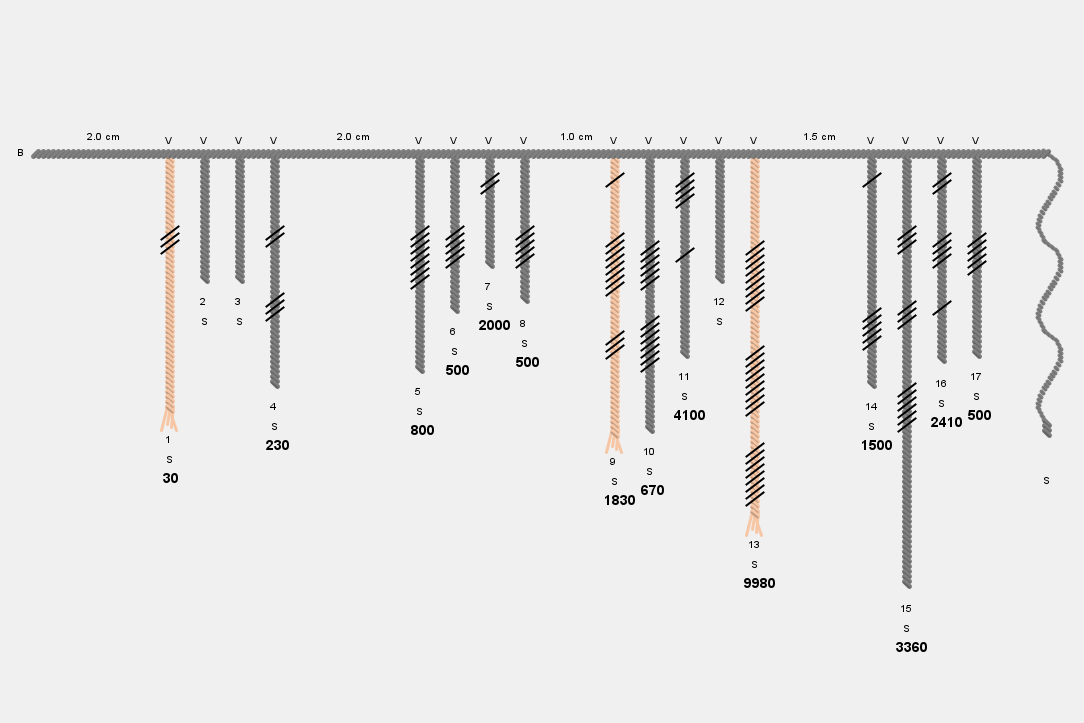 2.0 cm V V V V 2.0 cm V V V V 1.0 cm V V V V V 1.5 cm V V V V
B
1 S 30
2 S
3 S
4 S 230
5 S 800
6 S 500
7 S 2000
8 S 500
9 S 1830
10 S 670
11 S 4100
12 S
13 S 9980
14 S 1500
15 S 3360
16 S 2410
17 S 500
S